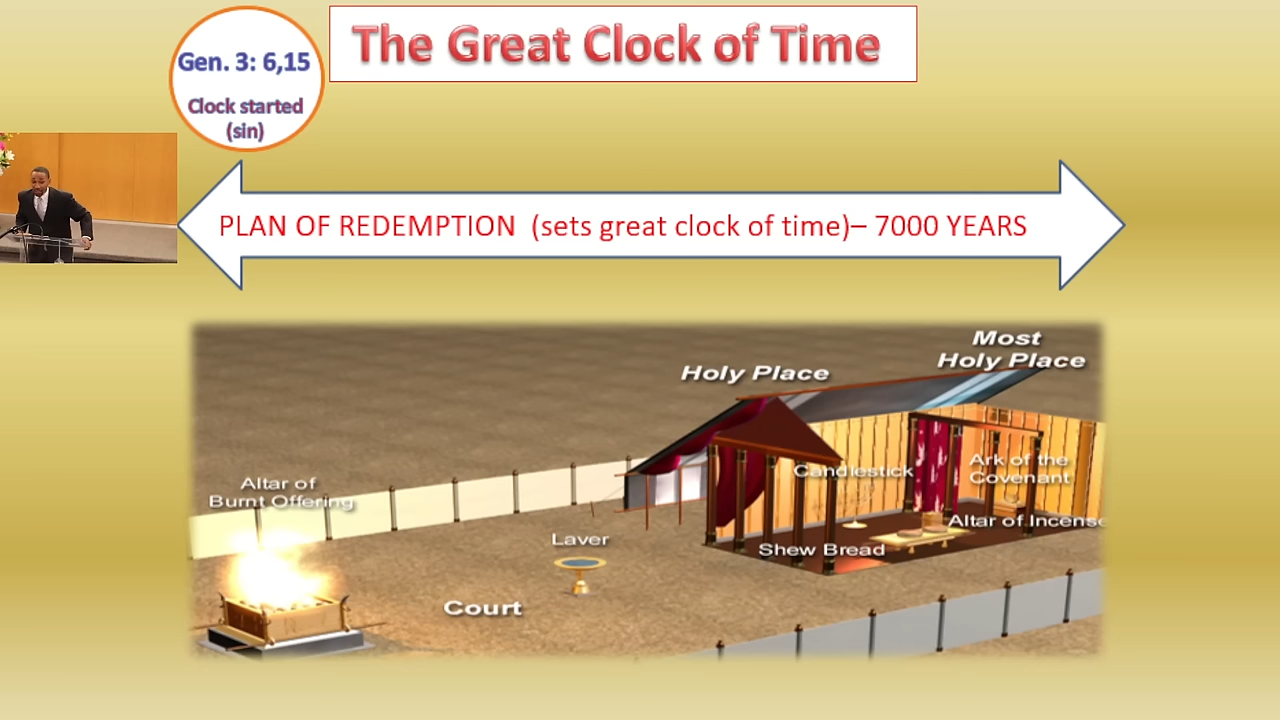 Gen. 3: 6,15
Clock started
(sin)
The Great Clock of Time
PLAN OF REDEMPTION (sets great clock of time)– 7000 YEARS
Most
Holy Place
Holy Place
Altar of
Burnt Offering
Candlestick
Ark of the
Covenant
Altar of Incense
Laver
Shew Bread
Court